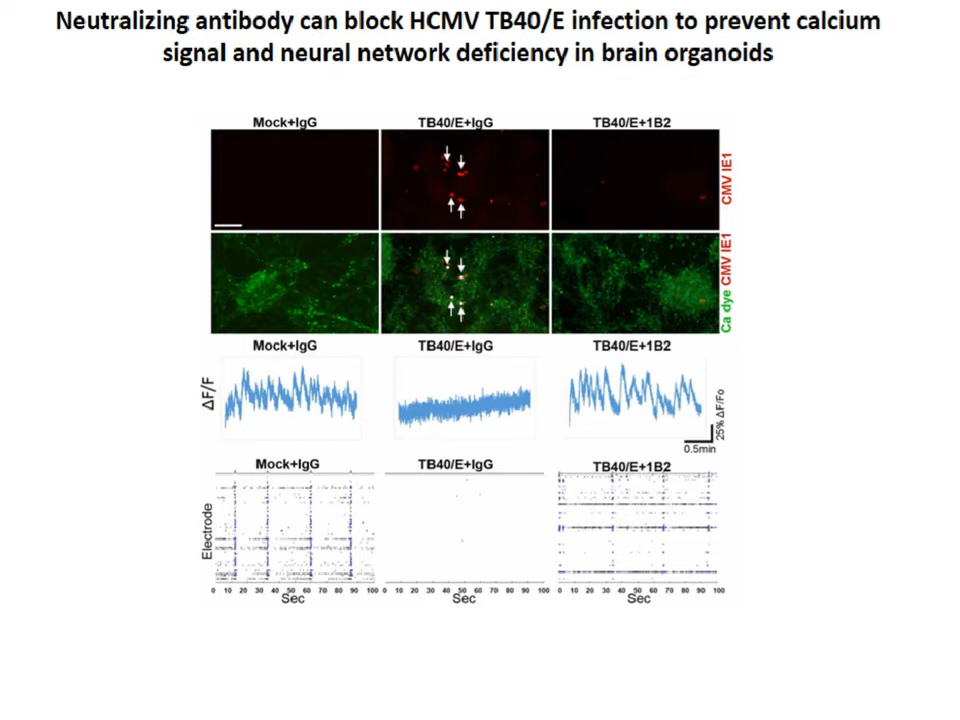 Neutralizing antibody can block HCMV TB40/E infection to prevent calcium
signal and neural network deficiency in brain organoids
Mock+IgG TB40/E+IgG TB40/E+1B2
CMV IE1
Ca dye CMV IE1
Mock+IgG TB40/E+IgG TB40/E+1B2
ΔF/F
25% ΔF/Fo
0.5min
Mock+IgG TB40/E+IgG TB40/E+1B2
Electrode
0 10 20 30 40 50 60 70 80 90 100 0 10 20 30 40 50 60 70 80 90 100 0 10 20 30 40 50 60 70 80 90 100
Sec Sec Sec